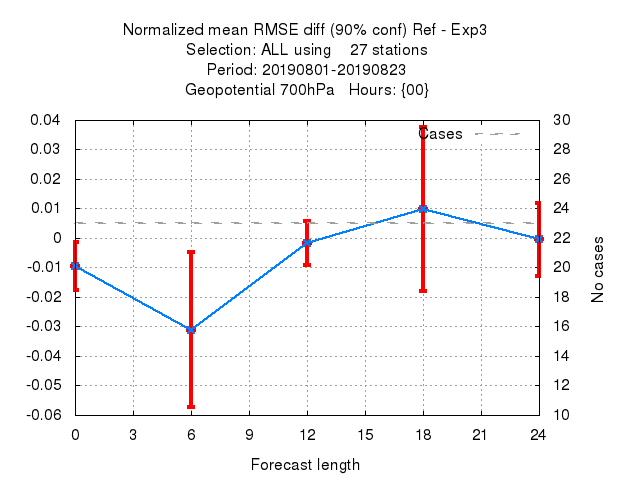 Normalized mean RMSE diff (90% conf) Ref - Exp3
Selection: ALL using    27 stations
Period: 20190801-20190823
Geopotential 700hPa   Hours: {00}
0.04
0.03
0.02
0.01
0
-0.01
-0.02
-0.03
-0.04
-0.05
-0.06
Cases
30
28
26
24
22
20
18
16
14
12
10
No cases
0 3 6 9 12 15 18 21 24
Forecast length